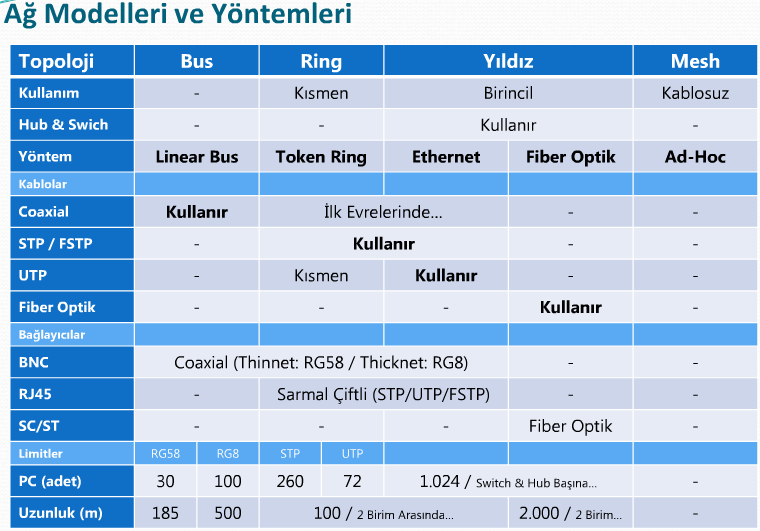 Ağ Modelleri ve Yöntemleri
Topoloji Bus Ring Yıldız Mesh
Kullanım - Kısmen Birincil Kablosuz
Hub & Swich - - Kullanır -
Yöntem Linear Bus Token Ring Ethernet Fiber Optik Ad-Hoc
Kablolar
Coaxial Kullanır İlk Evrelerinde... - -
STP / FSTP - Kullanır - -
UTP - Kısmen Kullanır - -
Fiber Optik - - - Kullanır -
Bağlayıcılar
BNC Coaxial (Thinnet: RG58 / Thicknet: RG8) - -
RJ45 - Sarmal Çiftli (STP/UTP/FSTP) - -
SC/ST - - - Fiber Optik -
Limitler RG58 RG8 STP UTP
PC (adet) 30 100 260 72 1.024 / Switch & Hub Başına... -
Uzunluk (m) 185 500 100 / 2 Birim Arasında... 2.000 / 2 Birim... -